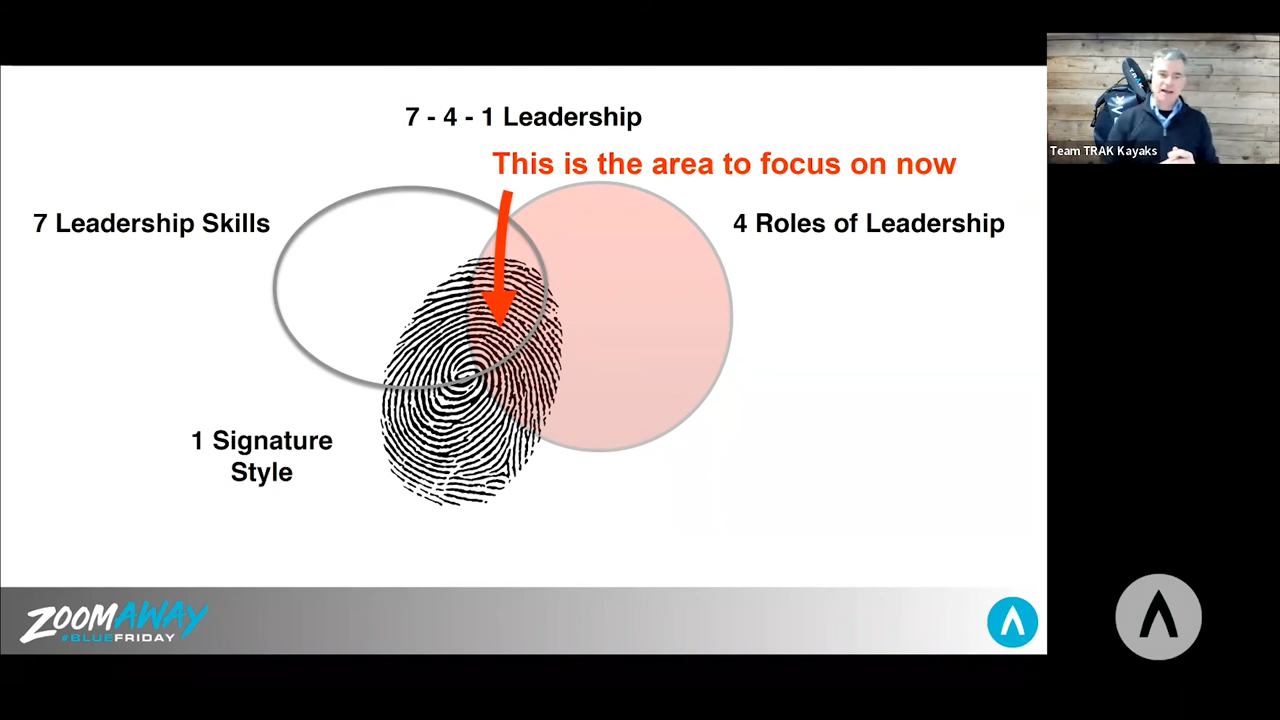 7 - 4 - 1 Leadership
This is the area to focus on now
7 Leadership Skills
4 Roles of Leadership
1 Signature
Style
ZOOMAWAY
#BLUEFRIDAY
TRAK
Team TRAK Kayaks